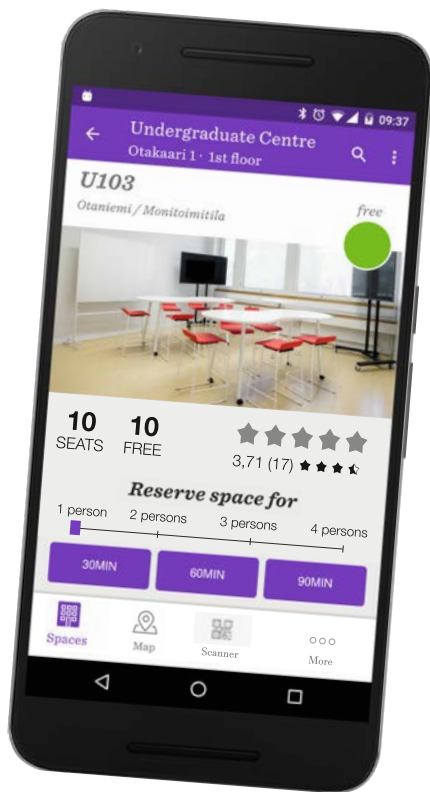 09:37
Undergraduate Centre
Otakaari 1 · 1st floor
U103
Otaniemi / Monitoimitila
free
10 SEATS
10 FREE
3,71 (17)
Reserve space for
1 person 2 persons 3 persons 4 persons
30MIN 60MIN 90MIN
Spaces Map Scanner More